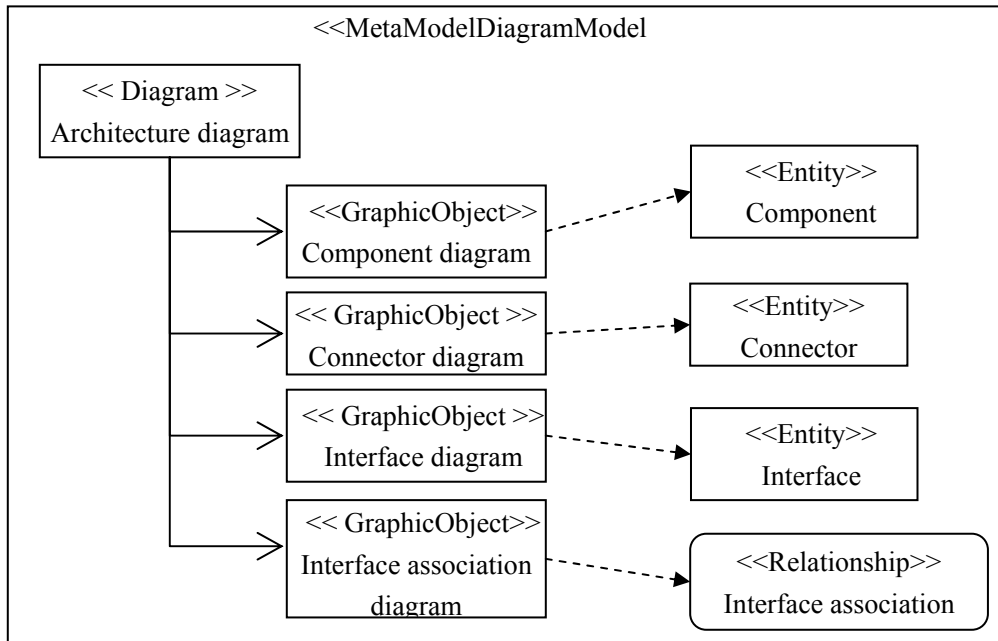 <<MetaModelDiagramModel
<< Diagram >>
Architecture diagram
<<GraphicObject>>
Component diagram
<<Entity>>
Component
<< GraphicObject >>
Connector diagram
<<Entity>>
Connector
<< GraphicObject >>
Interface diagram
<<Entity>>
Interface
<< GraphicObject>>
Interface association
diagram
<<Relationship>>
Interface association